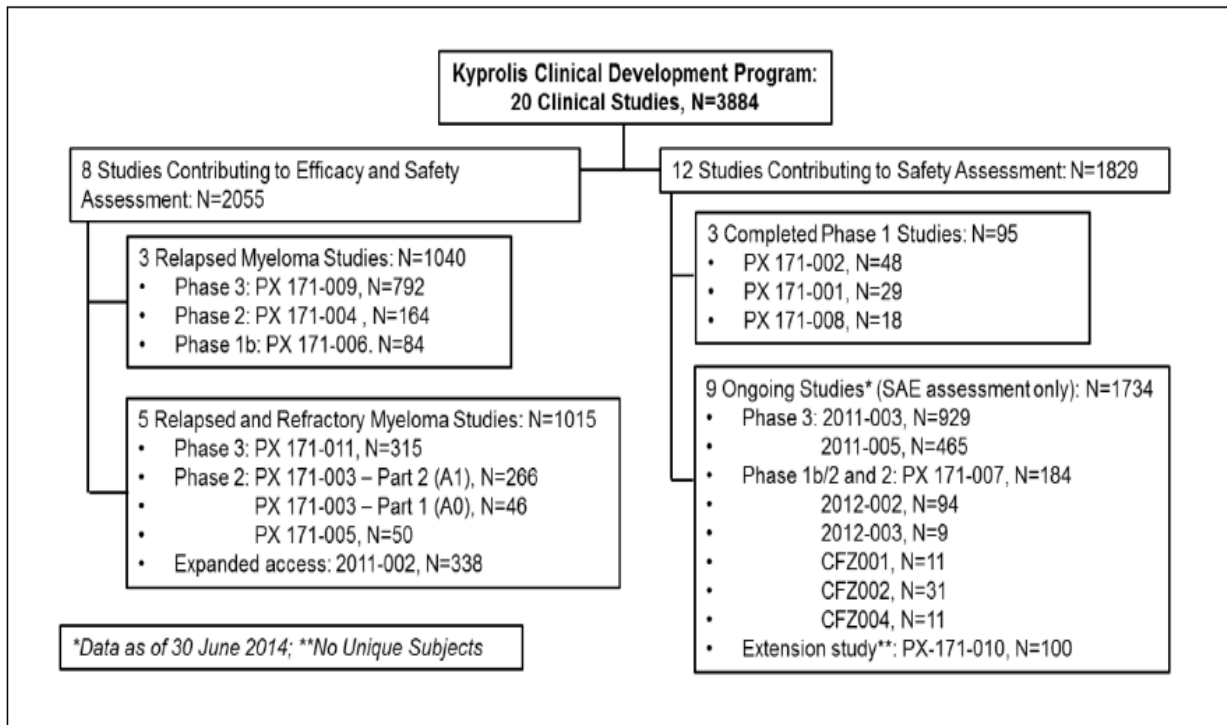 Kyprolis Clinical Development Program:
20 Clinical Studies, N=3884
8 Studies Contributing to Efficacy and Safety
Assessment: N=2055
3 Relapsed Myeloma Studies: N=1040
• Phase 3: PX 171-009, N=792
• Phase 2: PX 171-004 , N=164
• Phase 1b: PX 171-006. N=84
5 Relapsed and Refractory Myeloma Studies: N=1015
• Phase 3: PX 171-011, N=315
• Phase 2: PX 171-003 – Part 2 (A1), N=266
• PX 171-003 – Part 1 (A0), N=46
• PX 171-005, N=50
• Expanded access: 2011-002, N=338
*Data as of 30 June 2014; **No Unique Subjects
12 Studies Contributing to Safety Assessment: N=1829
3 Completed Phase 1 Studies: N=95
• PX 171-002, N=48
• PX 171-001, N=29
• PX 171-008, N=18
9 Ongoing Studies* (SAE assessment only): N=1734
• Phase 3: 2011-003, N=929
• 2011-005, N=465
• Phase 1b/2 and 2: PX 171-007, N=184
• 2012-002, N=94
• 2012-003, N=9
• CFZ001, N=11
• CFZ002, N=31
• CFZ004, N=11
• Extension study**: PX-171-010, N=100